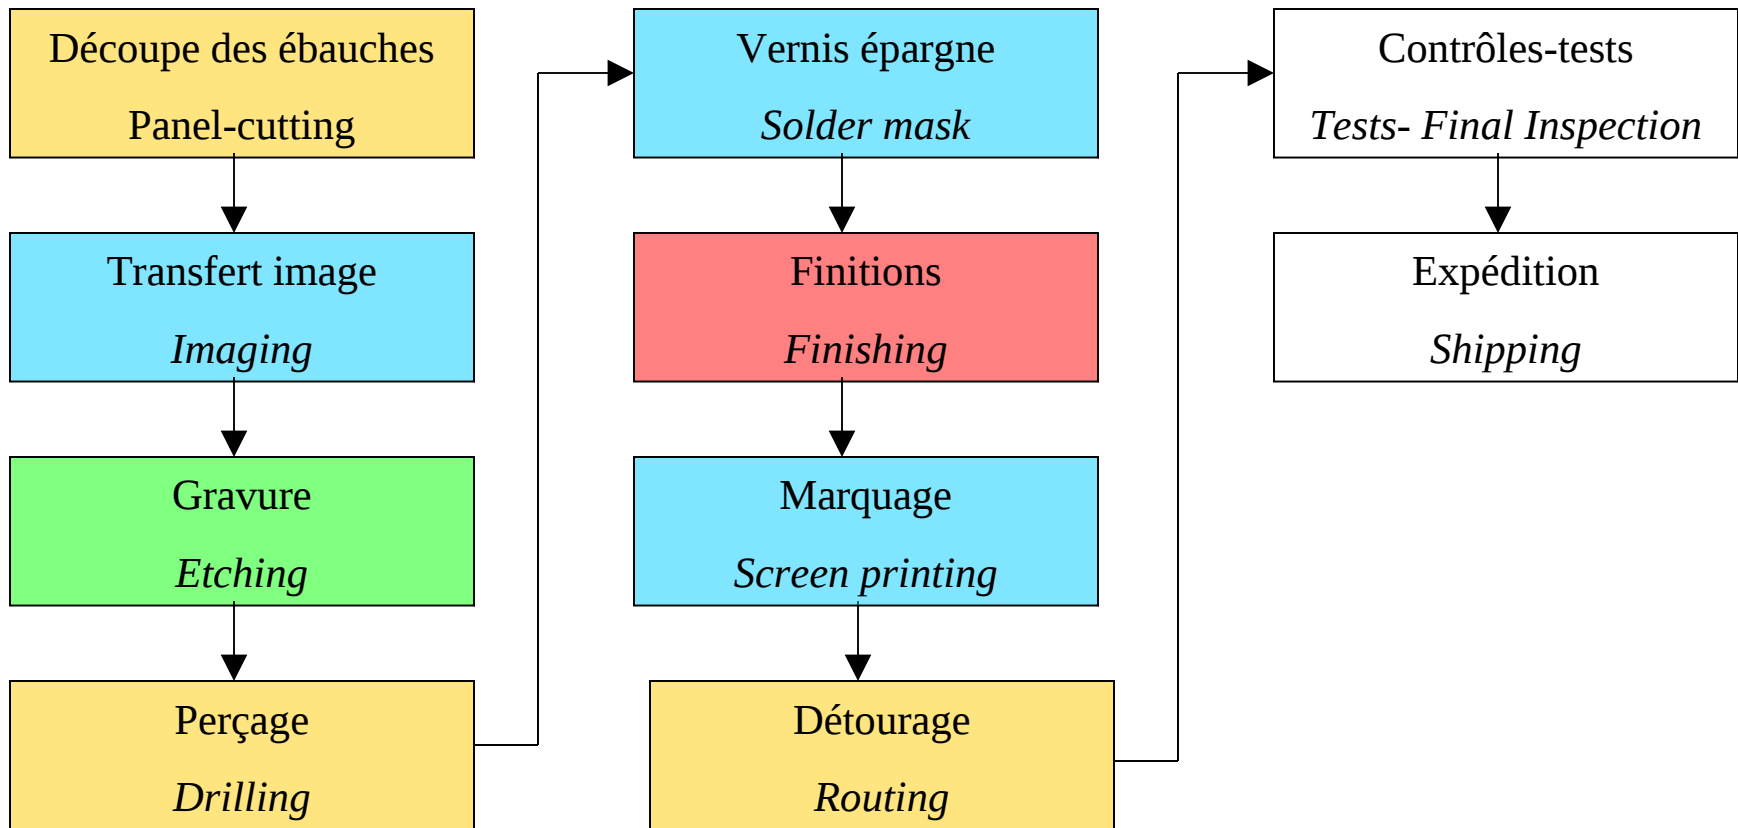 Découpe des ébauches
Panel-cutting
Transfert image
Imaging
Gravure
Etching
Perçage
Drilling
Vernis épargne
Solder mask
Finitions
Finishing
Marquage
Screen printing
Détourage
Routing
Contrôles-tests
Tests- Final Inspection
Expédition
Shipping